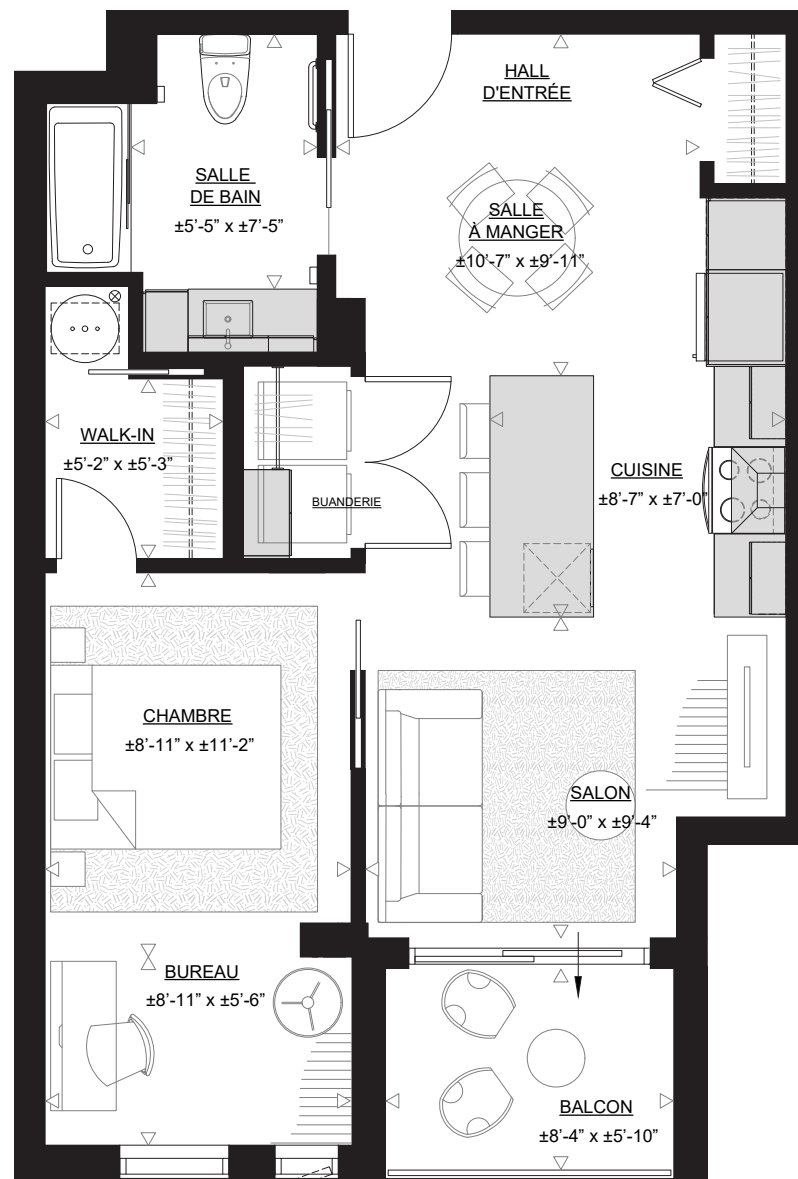 HALL
D'ENTRÉE
SALLE
DE BAIN
±5'-5" x ±7'-5"
SALLE
À MANGER
±10'-7" x ±9'-11"
WALK-IN
±5'-2" x ±5'-3"
CUISINE
±8'-7" x ±7'-0"
BUANDERIE
CHAMBRE
±8'-11" x ±11'-2"
SALON
±9'-0" x ±9'-4"
BUREAU
±8'-11" x ±5'-6"
BALCON
±8'-4" x ±5'-10"